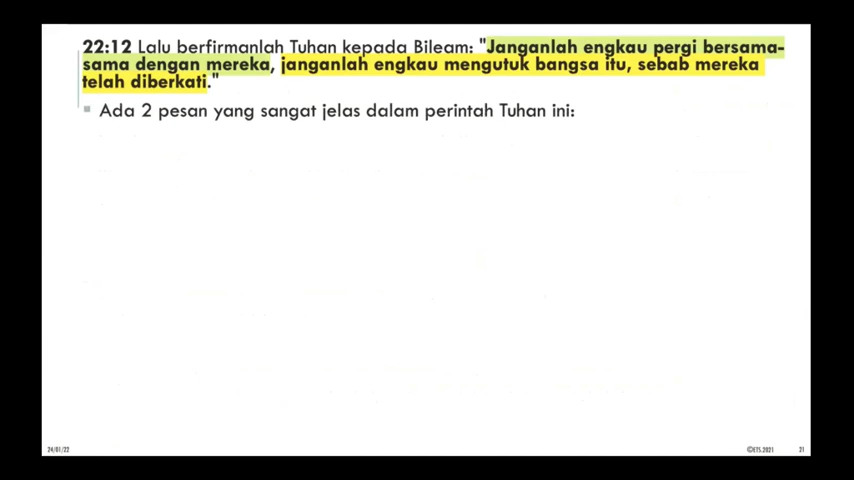 22:12 Lalu berfirmanlah Tuhan kepada Bileam: "Janganlah engkau pergi bersama-
sama dengan mereka, janganlah engkau mengutuk bangsa itu, sebab mereka
telah diberkati."
Ada 2 pesan yang sangat jelas dalam perintah Tuhan ini:
24/01/22
©ETS.2021
21